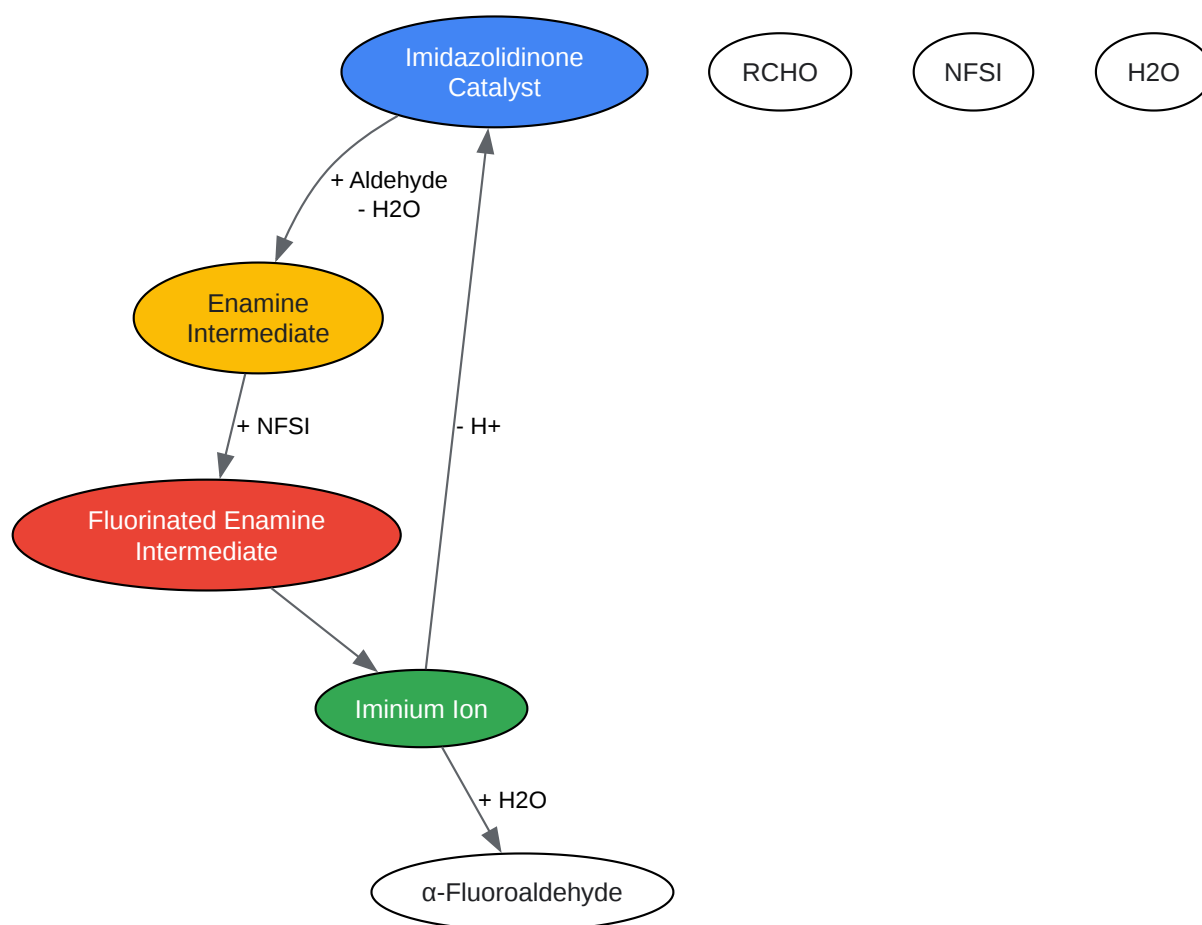 Imidazolidinone
Catalyst
RCHO
NFSI
H2O
+ Aldehyde
- H2O
Enamine
Intermediate
+ NFSI
- H+
Fluorinated Enamine
Intermediate
Iminium Ion
+ H2O
α-Fluoroaldehyde